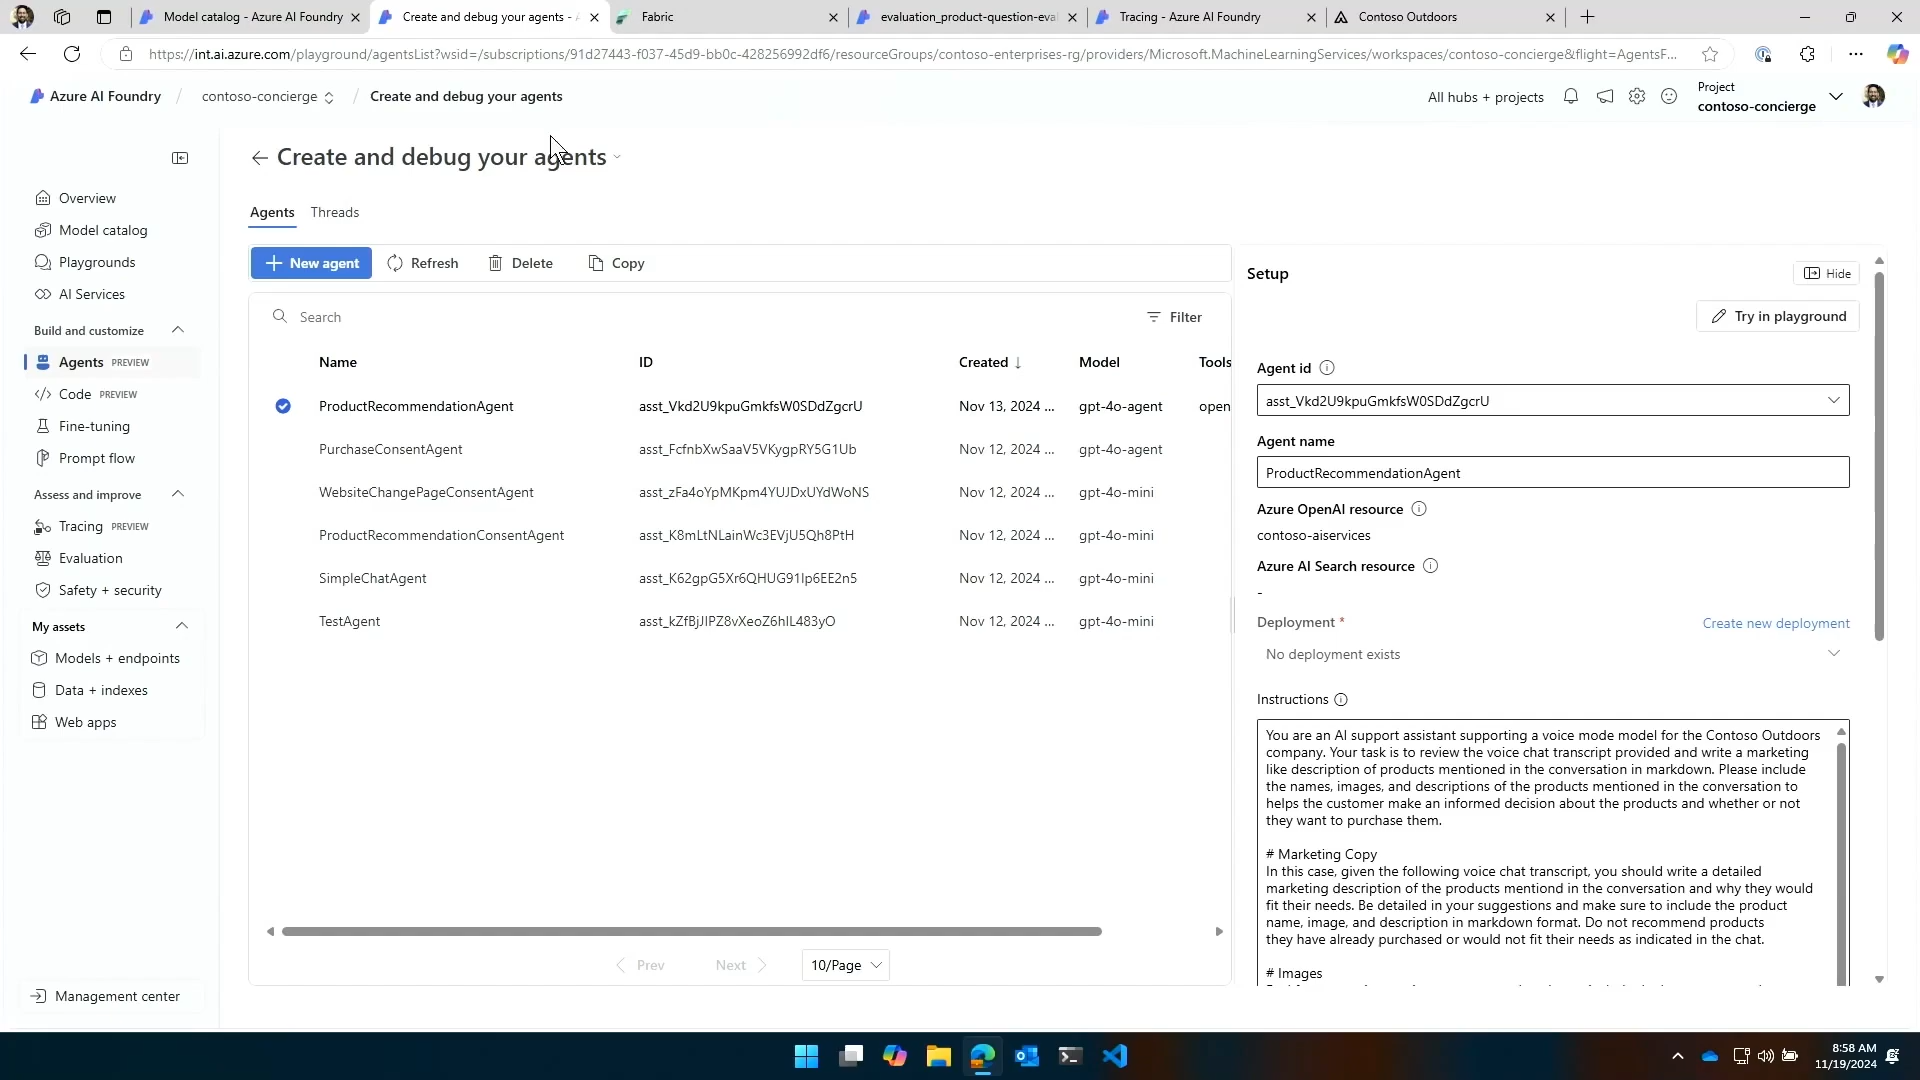 Model catalog - Azure AI Foundry
Create and debug your agents -
Fabric
evaluation_product-question-eval
Tracing - Azure AI Foundry
Contoso Outdoors
https://int.ai.azure.com/playground/agentsList?wsid=/subscriptions/91d27443-f037-45d9-bb0c-428256992df6/resourceGroups/contoso-enterprises-rg/providers/Microsoft.MachineLearningServices/workspaces/contoso-concierge&flight=AgentsF...
Azure AI Foundry / contoso-concierge / Create and debug your agents
All hubs + projects
Project
contoso-concierge
Create and debug your agents
Overview
Model catalog
Playgrounds
AI Services
Build and customize
Agents PREVIEW
Code PREVIEW
Fine-tuning
Prompt flow
Assess and improve
Tracing PREVIEW
Evaluation
Safety + security
My assets
Models + endpoints
Data + indexes
Web apps
Management center
Agents Threads
New agent Refresh Delete Copy
Search
Filter
Name ID Created ↓ Model Tools
ProductRecommendationAgent asst_Vkd2U9kpuGmkfsW0SDdZgcrU Nov 13, 2024 ... gpt-4o-agent open
PurchaseConsentAgent asst_FcfnbXwSaaV5VKygpRY5G1Ub Nov 12, 2024 ... gpt-4o-agent
WebsiteChangePageConsentAgent asst_zFa4oYpMKpm4YUJDxUYdWoNS Nov 12, 2024 ... gpt-4o-mini
ProductRecommendationConsentAgent asst_K8mLtNLainWc3EVjU5Qh8PtH Nov 12, 2024 ... gpt-4o-mini
SimpleChatAgent asst_K62gpG5Xr6QHUG91Ip6EE2n5 Nov 12, 2024 ... gpt-4o-mini
TestAgent asst_kZfBjJIPZ8vXeoZ6hIL483yO Nov 12, 2024 ... gpt-4o-mini
Prev Next 10/Page
Setup
Hide
Try in playground
Agent id
asst_Vkd2U9kpuGmkfsW0SDdZgcrU
Agent name
ProductRecommendationAgent
Azure OpenAI resource
contoso-aiservices
Azure AI Search resource
-
Deployment *
Create new deployment
No deployment exists
Instructions
You are an AI support assistant supporting a voice mode model for the Contoso Outdoors
company. Your task is to review the voice chat transcript provided and write a marketing
like description of products mentioned in the conversation in markdown. Please include
the names, images, and descriptions of the products mentioned in the conversation to
helps the customer make an informed decision about the products and whether or not
they want to purchase them.
# Marketing Copy
In this case, given the following voice chat transcript, you should write a detailed
marketing description of the products mentiond in the conversation and why they would
fit their needs. Be detailed in your suggestions and make sure to include the product
name, image, and description in markdown format. Do not recommend products
they have already purchased or would not fit their needs as indicated in the chat.
# Images
8:58 AM
11/19/2024